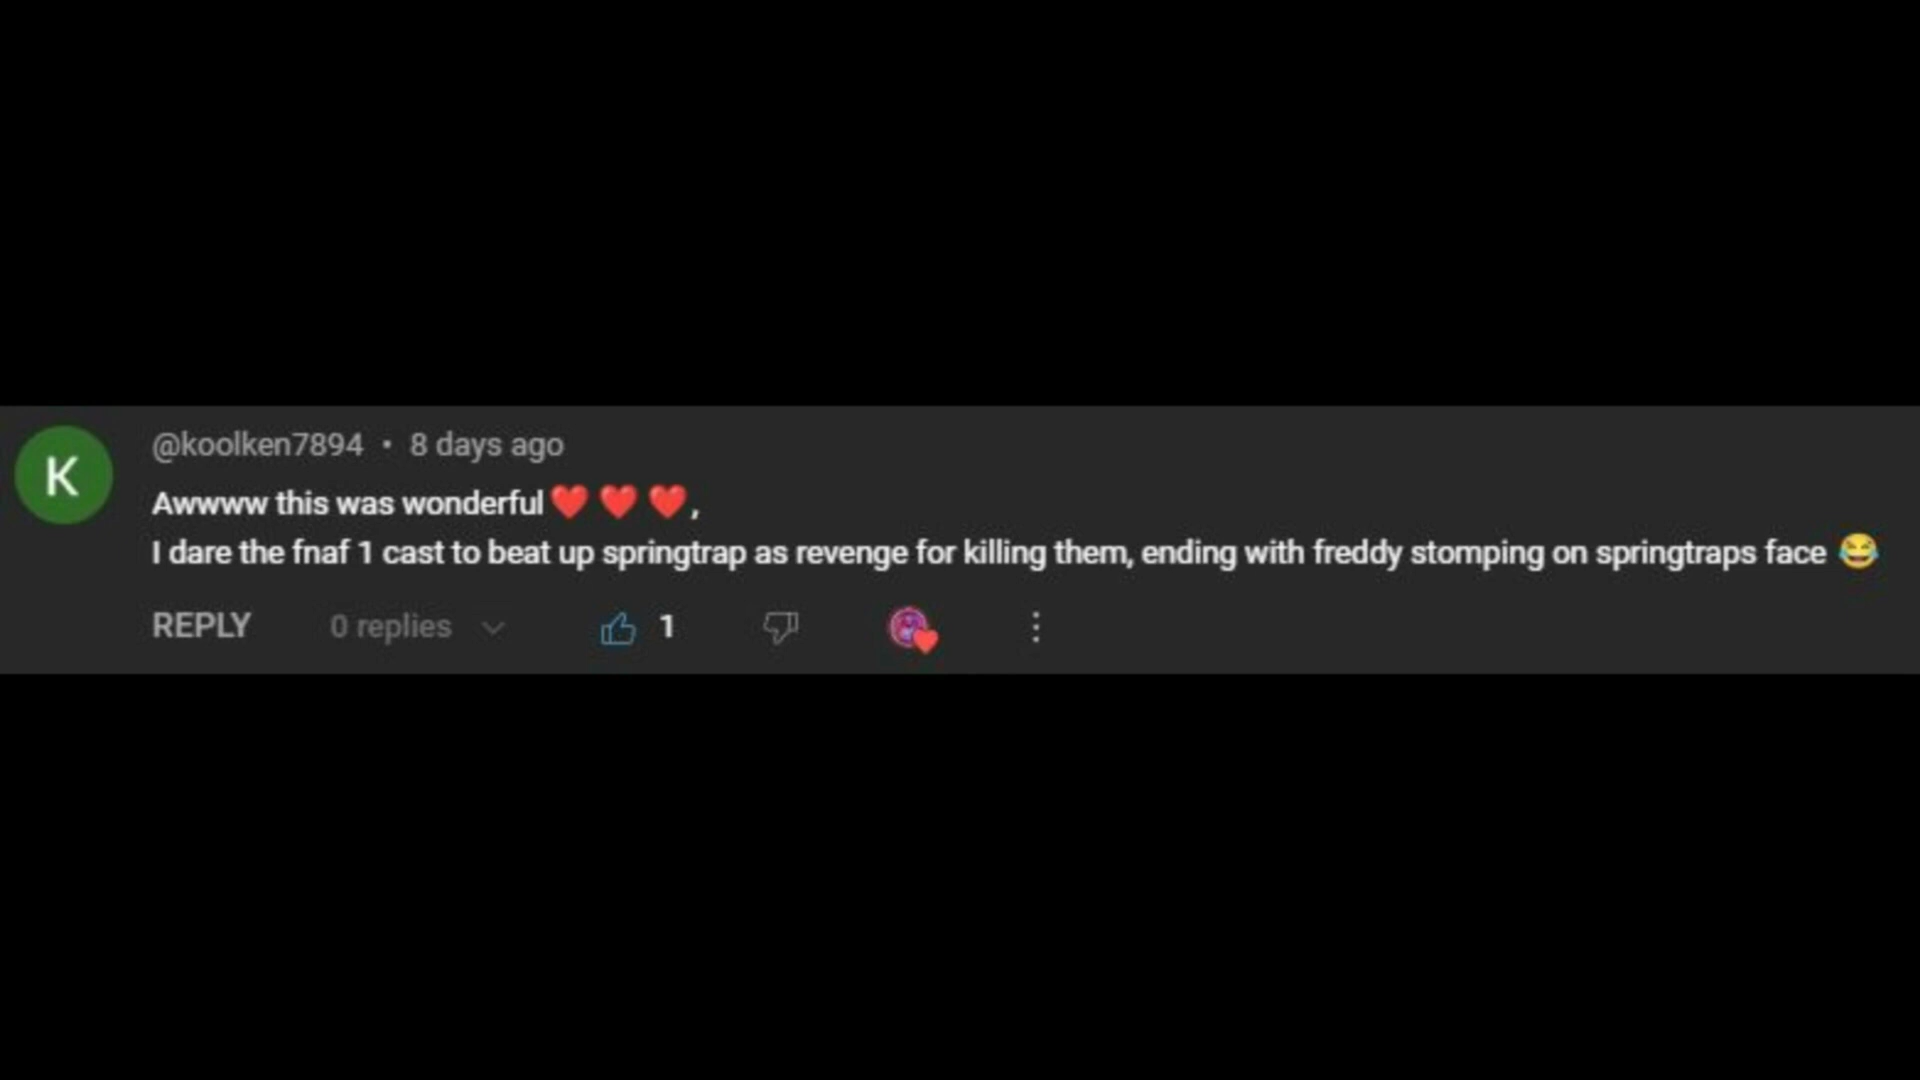 K
@koolken7894 • 8 days ago
Awwww this was wonderful❤️❤️❤️,
I dare the fnaf 1 cast to beat up springtrap as revenge for killing them, ending with freddy stomping on springtraps face 😂
REPLY 0 replies 1